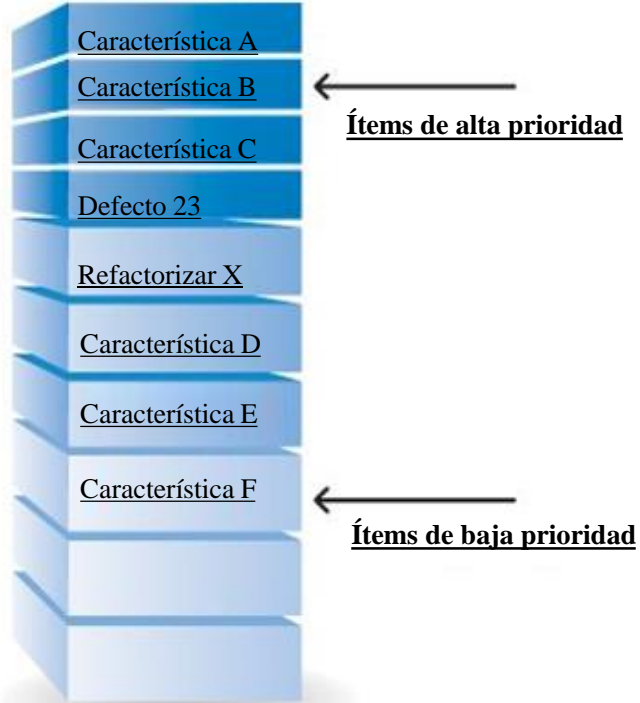 Característica A
Característica B
Ítems de alta prioridad
Característica C
Defecto 23
Refactorizar X
Característica D
Característica E
Característica F
Ítems de baja prioridad